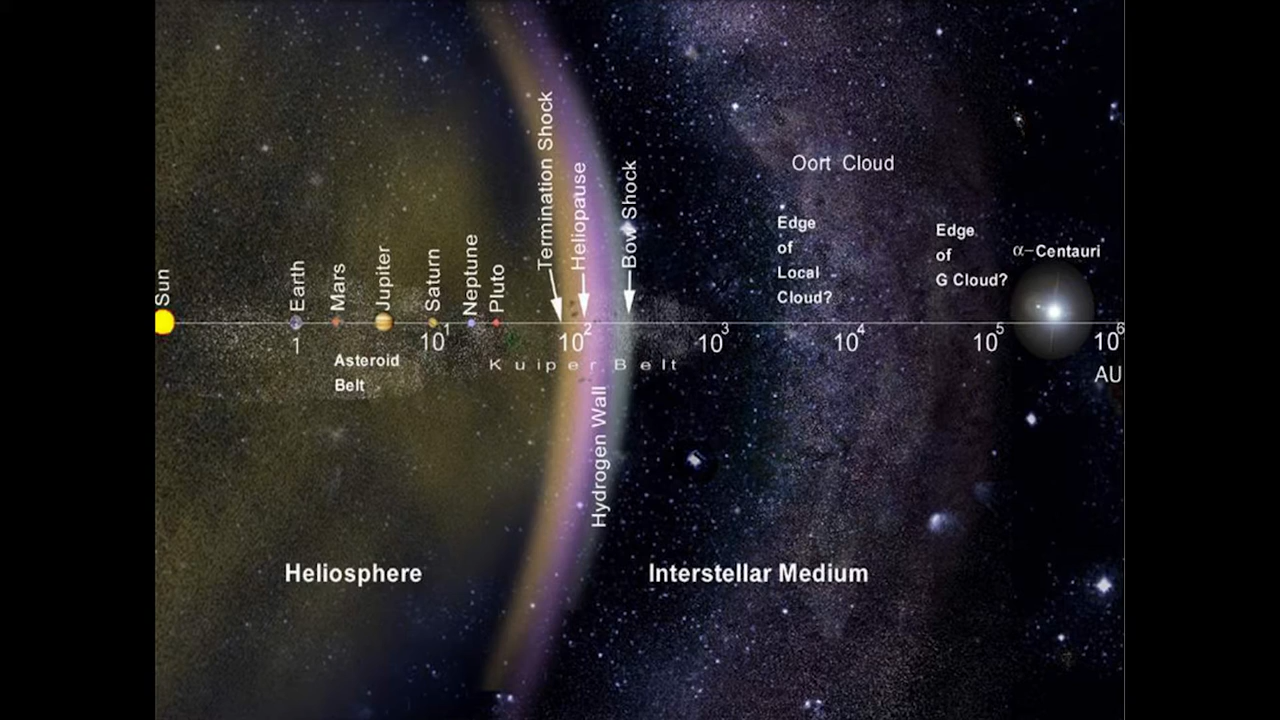 Termination Shock
Heliopause
Bow Shock
Oort Cloud
Edge
of
Local
Cloud?
Edge
of
G Cloud?
α-Centauri
Sun
Earth
Mars
Jupiter
Saturn
Neptune
Pluto
1
10¹
10²
10³
10⁴
10⁵
10⁶
AU
Asteroid
Belt
Kuiper Belt
Hydrogen Wall
Heliosphere
Interstellar Medium